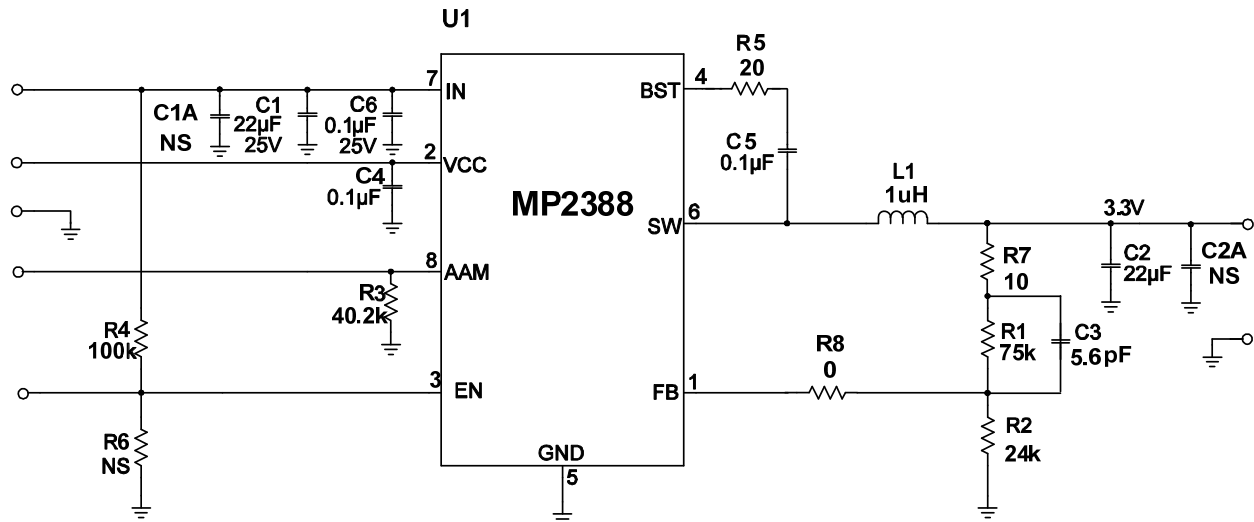 U1
MP2388
7
IN
C1A
NS
C1
22µF
25V
C6
0.1µF
25V
2
VCC
C4
0.1µF
8
AAM
R3
40.2k
R4
100k
3
EN
R6
NS
GND
5
BST
4
R5
20
C5
0.1µF
SW
6
L1
1uH
3.3V
R7
10
C2
22µF
C2A
NS
R1
75k
C3
5.6pF
R8
0
FB
1
R2
24k